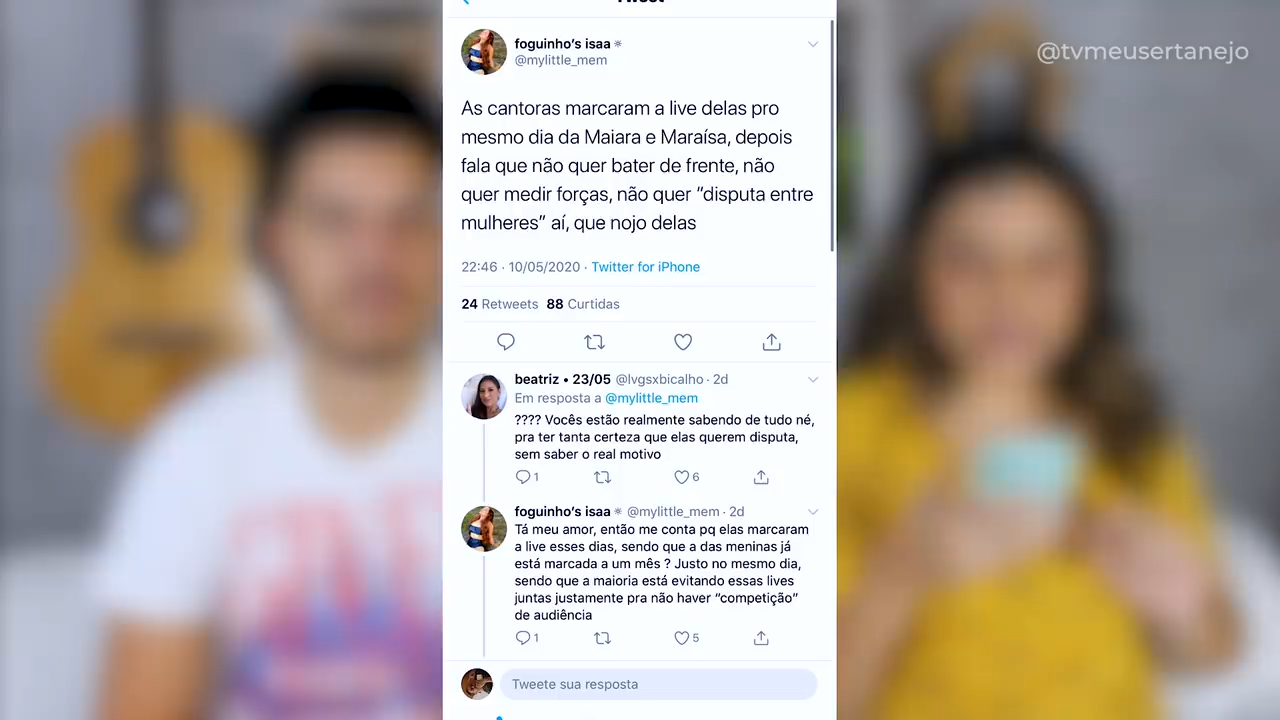 Tweet
@tvmeusertanejo
foguinho's isaa
@mylittle_mem
As cantoras marcaram a live delas pro
mesmo dia da Maiara e Maraísa, depois
fala que não quer bater de frente, não
quer medir forças, não quer “disputa entre
mulheres” aí, que nojo delas
22:46 · 10/05/2020 · Twitter for iPhone
24 Retweets 88 Curtidas
beatriz • 23/05 @lvgsxbicalho · 2d
Em resposta a @mylittle_mem
???? Vocês estão realmente sabendo de tudo né,
pra ter tanta certeza que elas querem disputa,
sem saber o real motivo
1 6
foguinho's isaa @mylittle_mem · 2d
Tá meu amor, então me conta pq elas marcaram
a live esses dias, sendo que a das meninas já
está marcada a um mês ? Justo no mesmo dia,
sendo que a maioria está evitando essas lives
juntas justamente pra não haver “competição”
de audiência
1 5
Tweete sua resposta